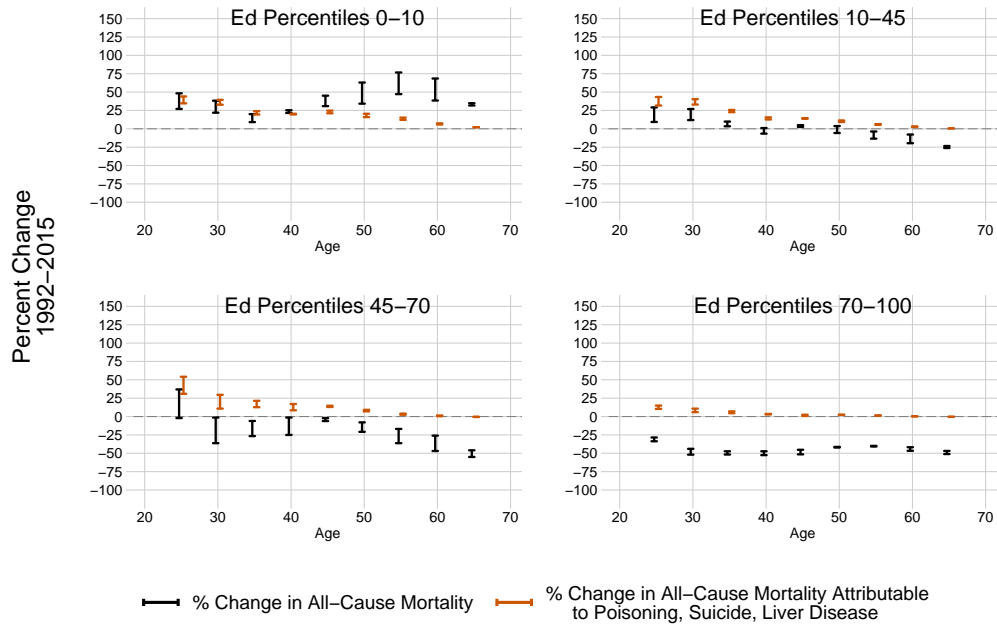 Percent Change
1992−2015
Ed Percentiles 0−10
150
125
100
75
50
25
0
−25
−50
−75
−100
20 30 40 50 60 70
Age
Ed Percentiles 10−45
150
125
100
75
50
25
0
−25
−50
−75
−100
20 30 40 50 60 70
Age
Ed Percentiles 45−70
150
125
100
75
50
25
0
−25
−50
−75
−100
20 30 40 50 60 70
Age
Ed Percentiles 70−100
150
125
100
75
50
25
0
−25
−50
−75
−100
20 30 40 50 60 70
Age
% Change in All−Cause Mortality
% Change in All−Cause Mortality Attributable
to Poisoning, Suicide, Liver Disease